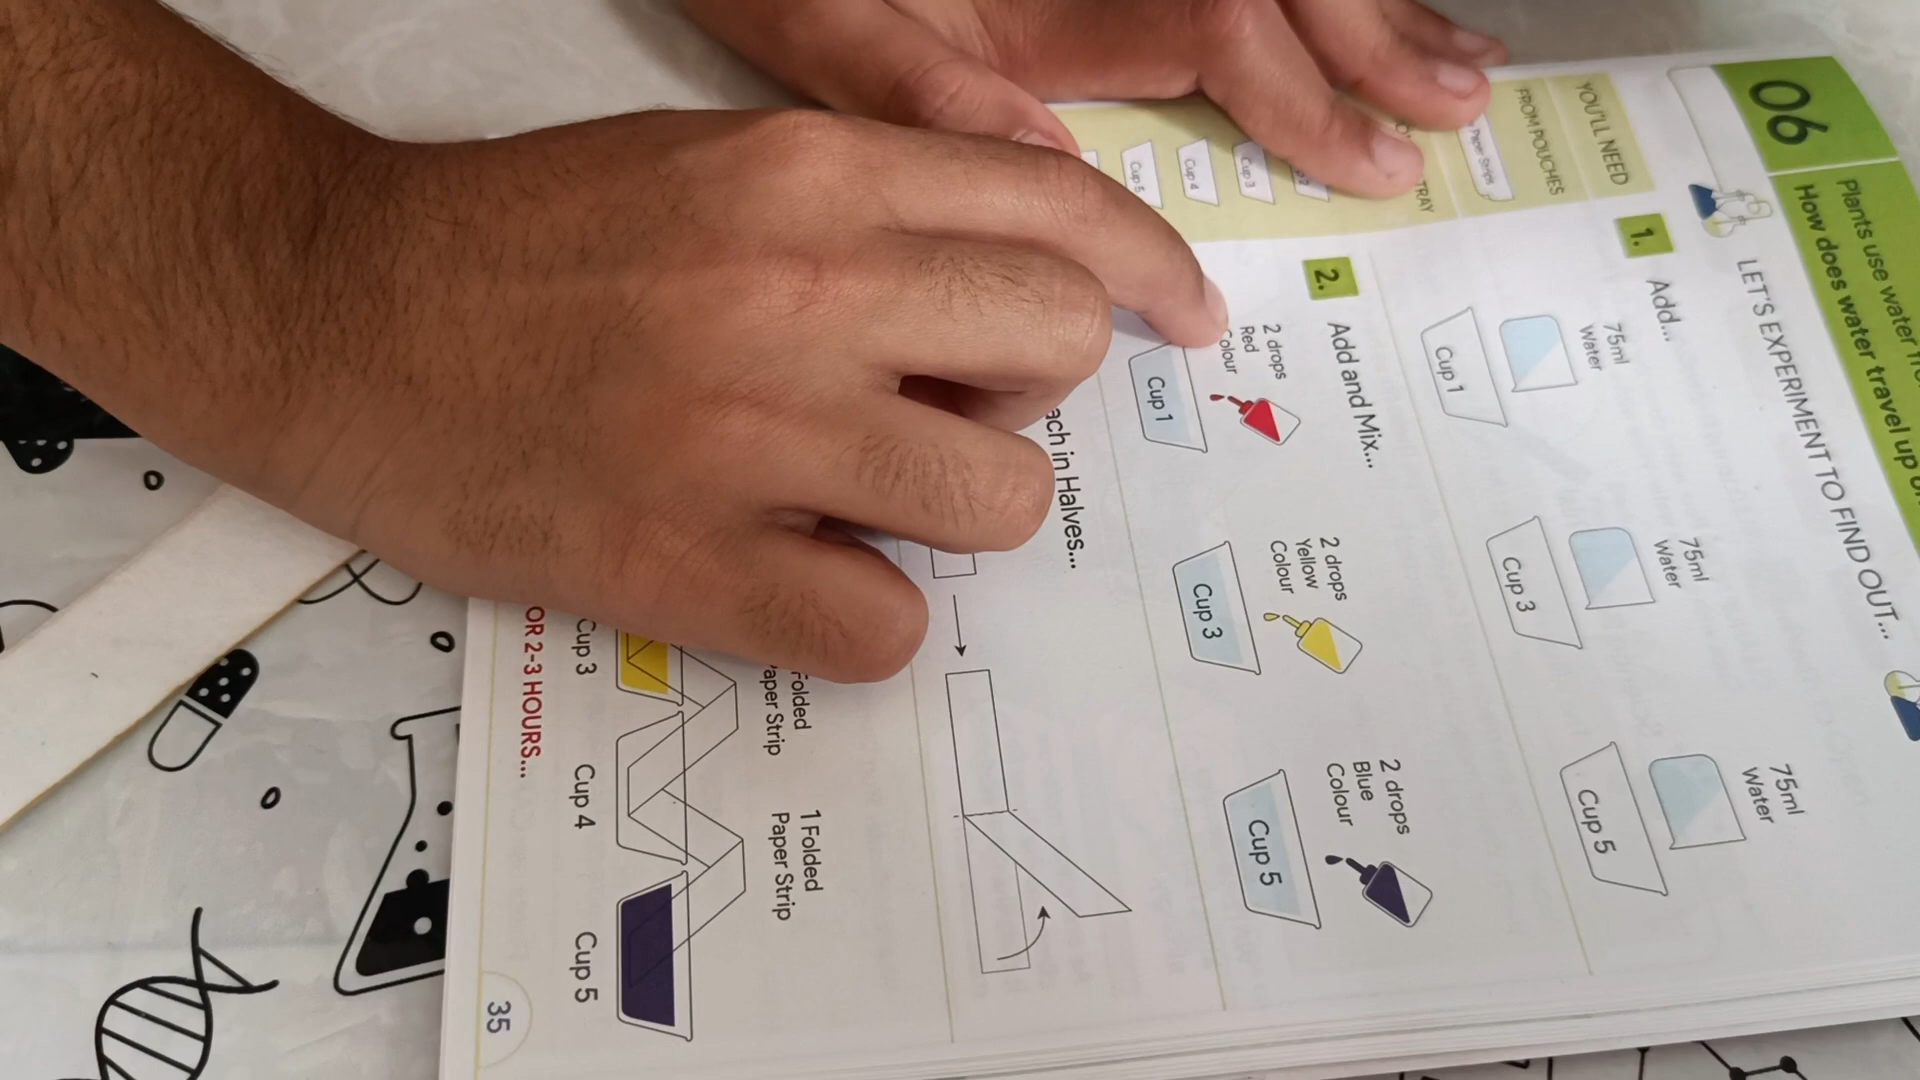 06
Plants use water
How does water travel up
LET'S EXPERIMENT TO FIND OUT...
YOU'LL NEED
FROM POUCHES
Paper Strips
TRAY
Cup 3
Cup 4
Cup 5
1.
Add...
75ml
Water
Cup 1
75ml
Water
Cup 3
75ml
Water
Cup 5
2.
Add and Mix...
2 drops
Red
Colour
Cup 1
2 drops
Yellow
Colour
Cup 3
2 drops
Blue
Colour
Cup 5
ach in Halves...
Folded
Paper Strip
1 Folded
Paper Strip
Cup 3
Cup 4
Cup 5
OR 2-3 HOURS...
35